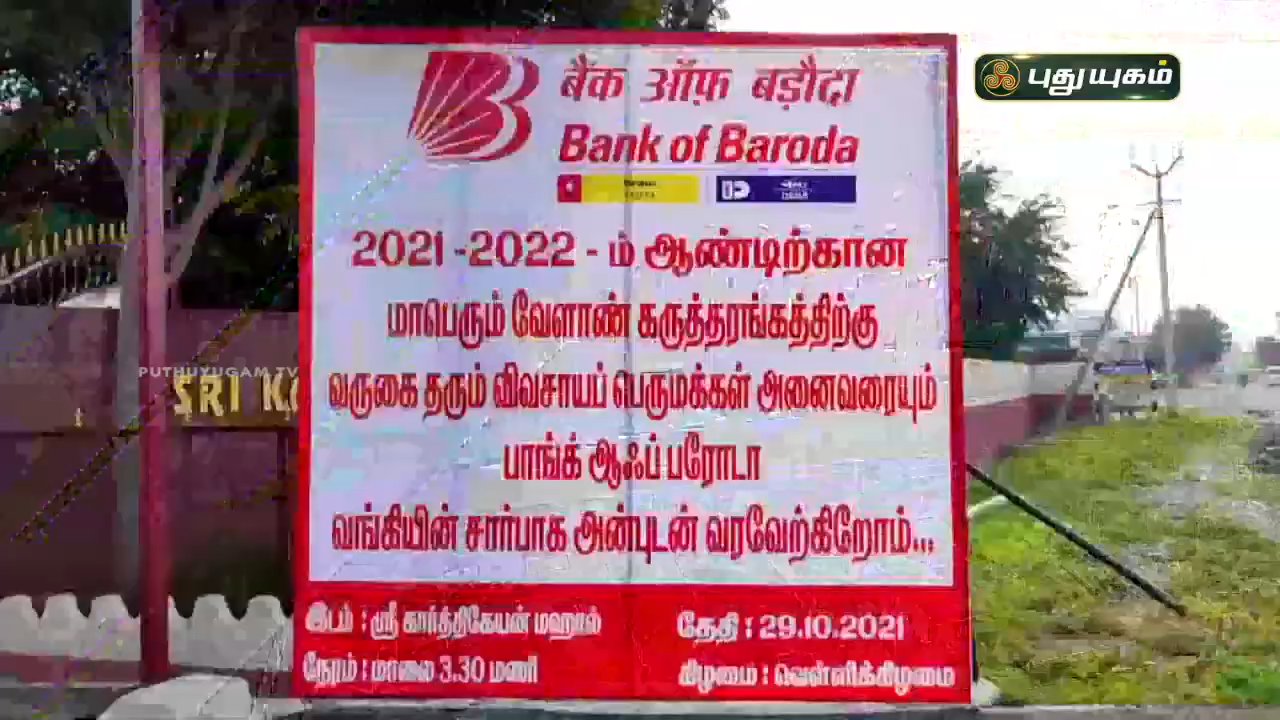 புதுயுகம்
बैंक ऑफ़ बड़ौदा
Bank of Baroda
2021 -2022 - ம் ஆண்டிற்கான
மாபெரும் வேளாண் கருத்தரங்கத்திற்கு
வருகை தரும் விவசாயப் பெருமக்கள் அனைவரையும்
பாங்க் ஆஃப் பரோடா
வங்கியின் சார்பாக அன்புடன் வரவேற்கிறோம்...
PUTHUYUGAM TV
SRI
இடம் : ஸ்ரீ கார்த்திகேயன் மஹால்
தேதி : 29.10.2021
நேரம் : மாலை 3.30 மணி
கிழமை : வெள்ளிக்கிழமை